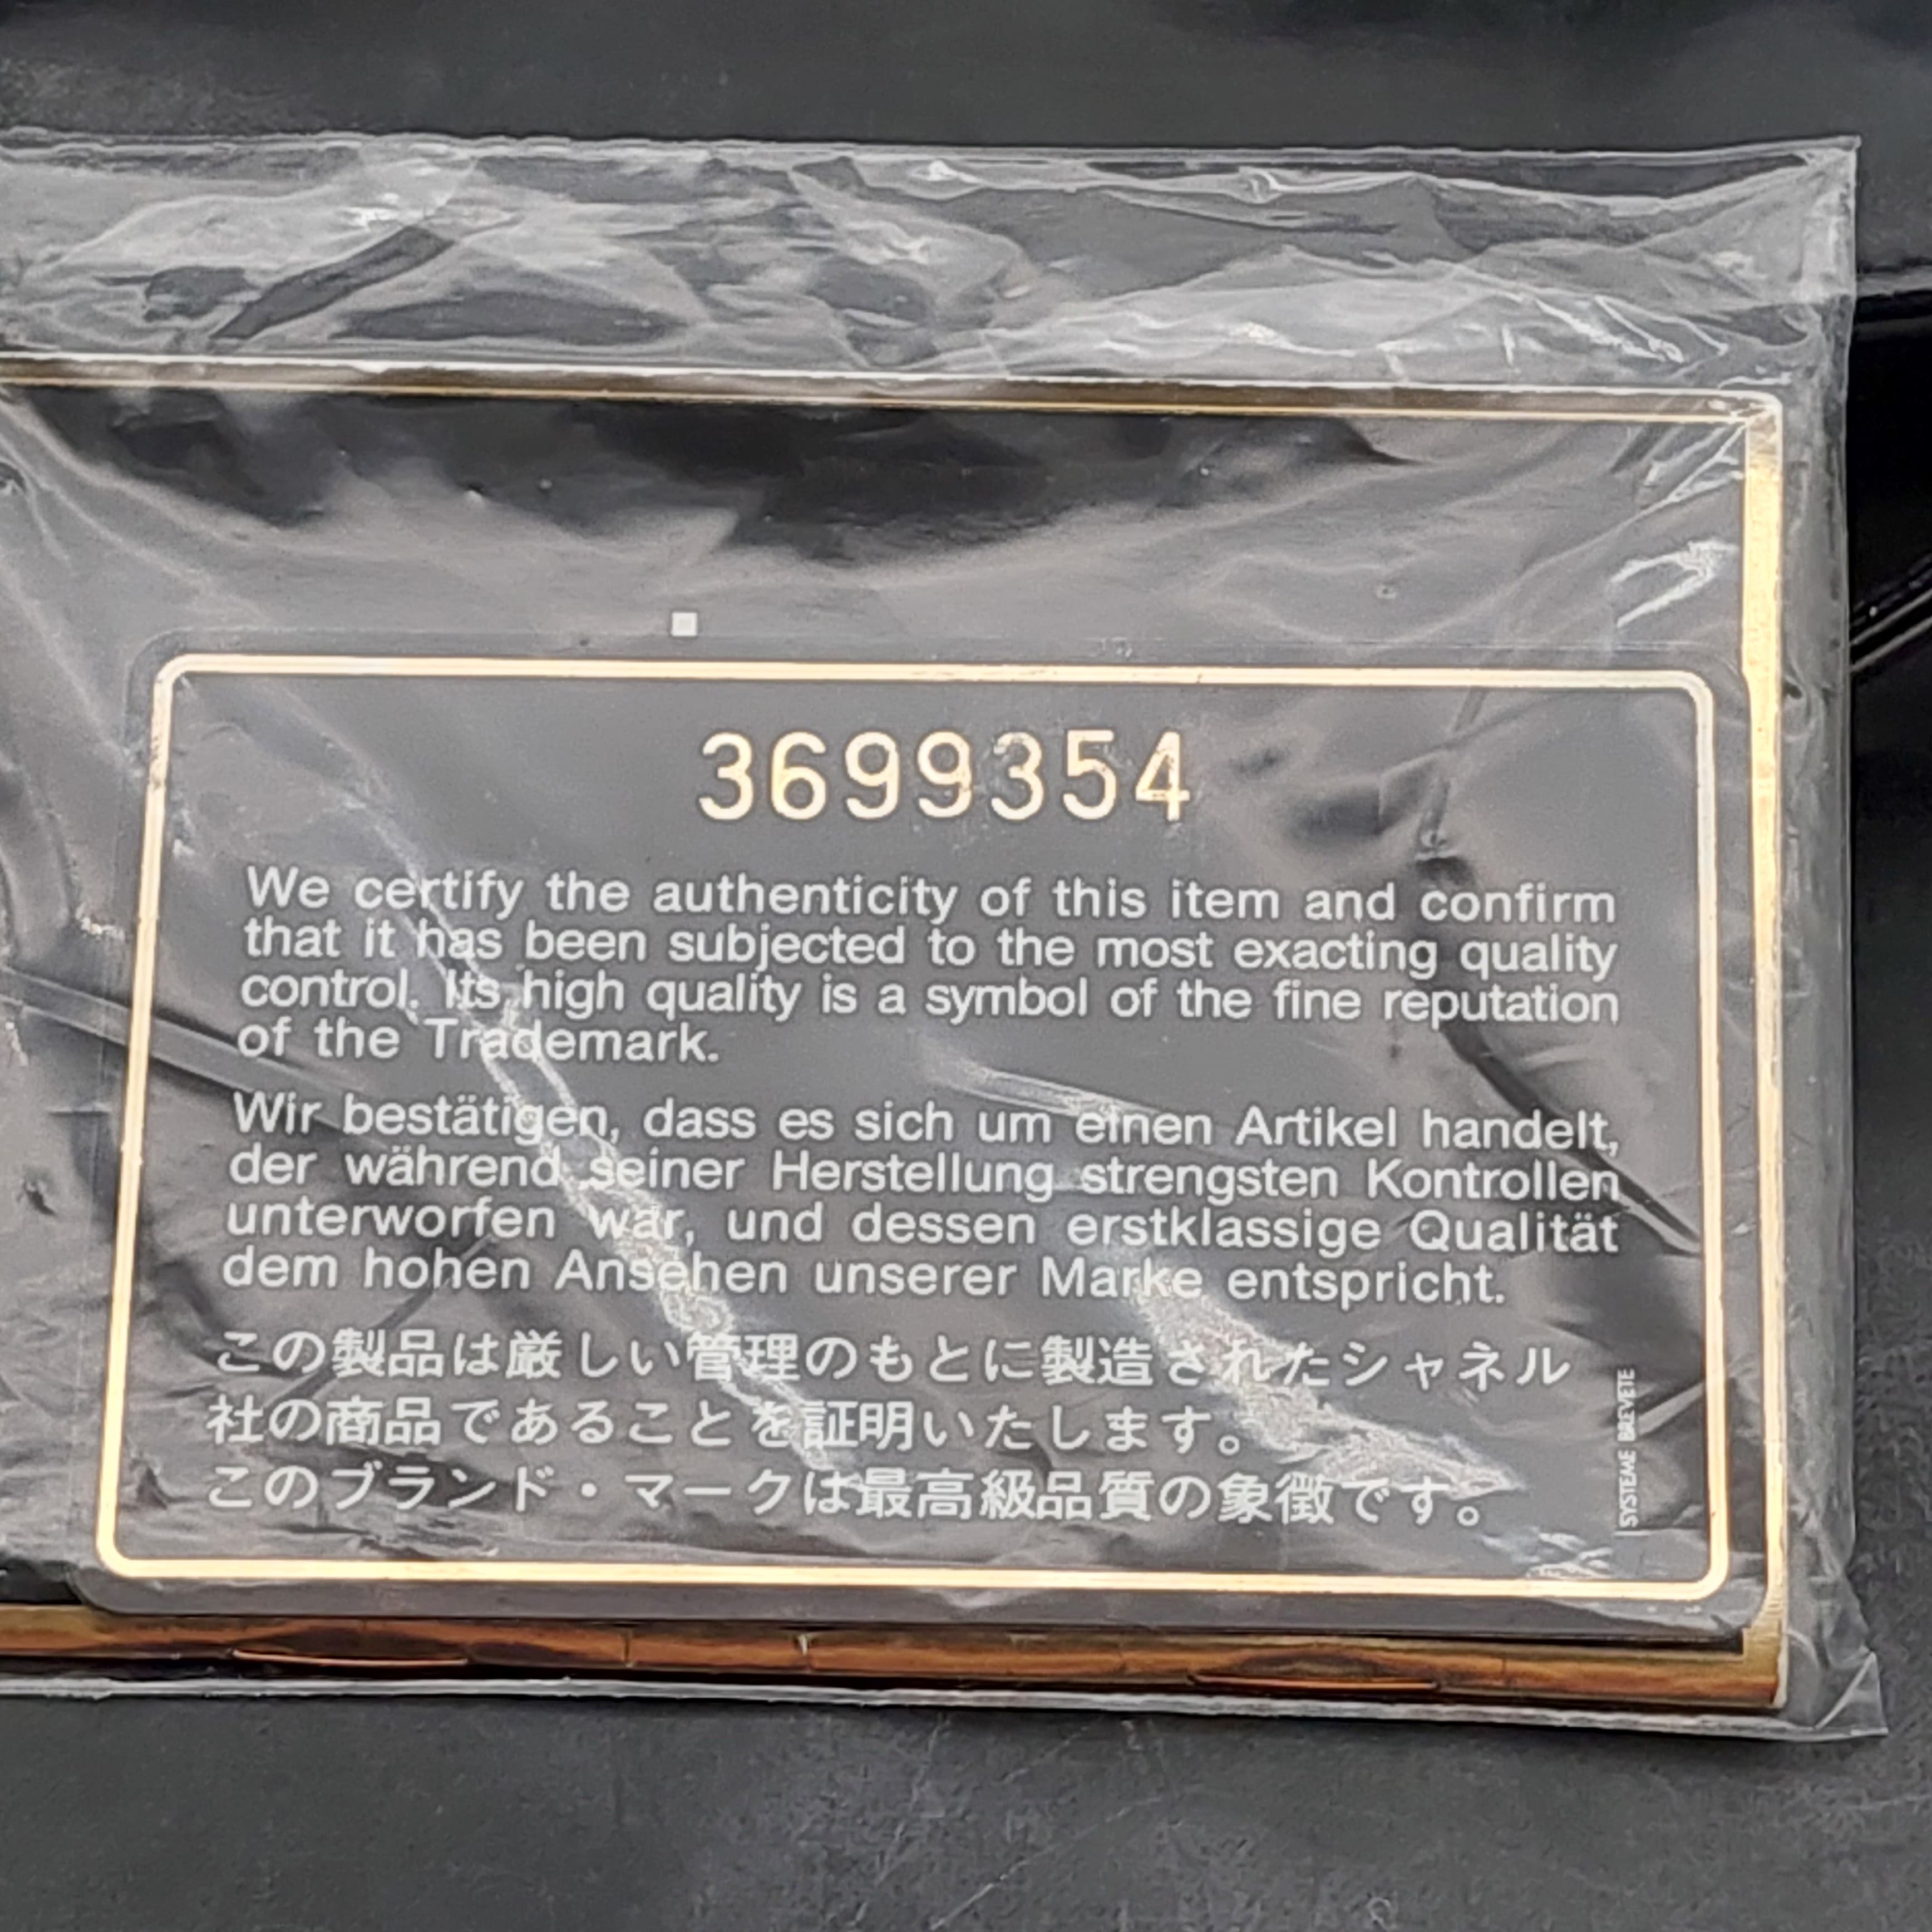 3699354
We certify the authenticity of this item and confirm
that it has been subjected to the most exacting quality
control. Its high quality is a symbol of the fine reputation
of the Trademark.
Wir bestätigen, dass es sich um einen Artikel handelt,
der während seiner Herstellung strengsten Kontrollen
unterworfen war, und dessen erstklassige Qualität
dem hohen Ansehen unserer Marke entspricht.
この製品は厳しい管理のもとに製造されたシャネル
社の商品であることを証明いたします。
このブランド・マークは最高級品質の象徴です。
SYSTEME BREVETE